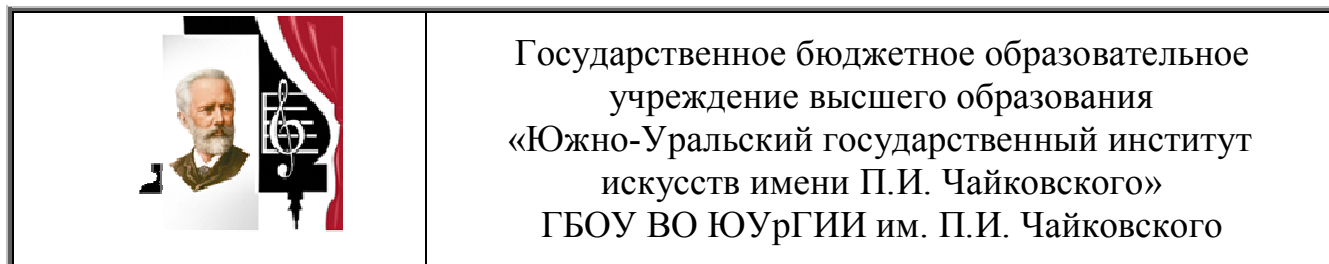 Государственное бюджетное образовательное
учреждение высшего образования
«Южно-Уральский государственный институт
искусств имени П.И. Чайковского»
ГБОУ ВО ЮУрГИИ им. П.И. Чайковского